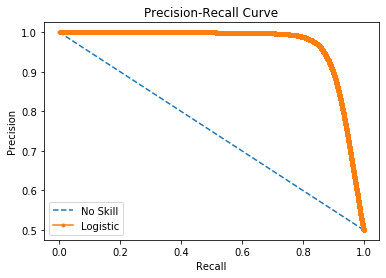 Precision-Recall Curve
1.0
0.9
0.8
0.7
0.6
0.5
Precision
No Skill
Logistic
0.0 0.2 0.4 0.6 0.8 1.0
Recall